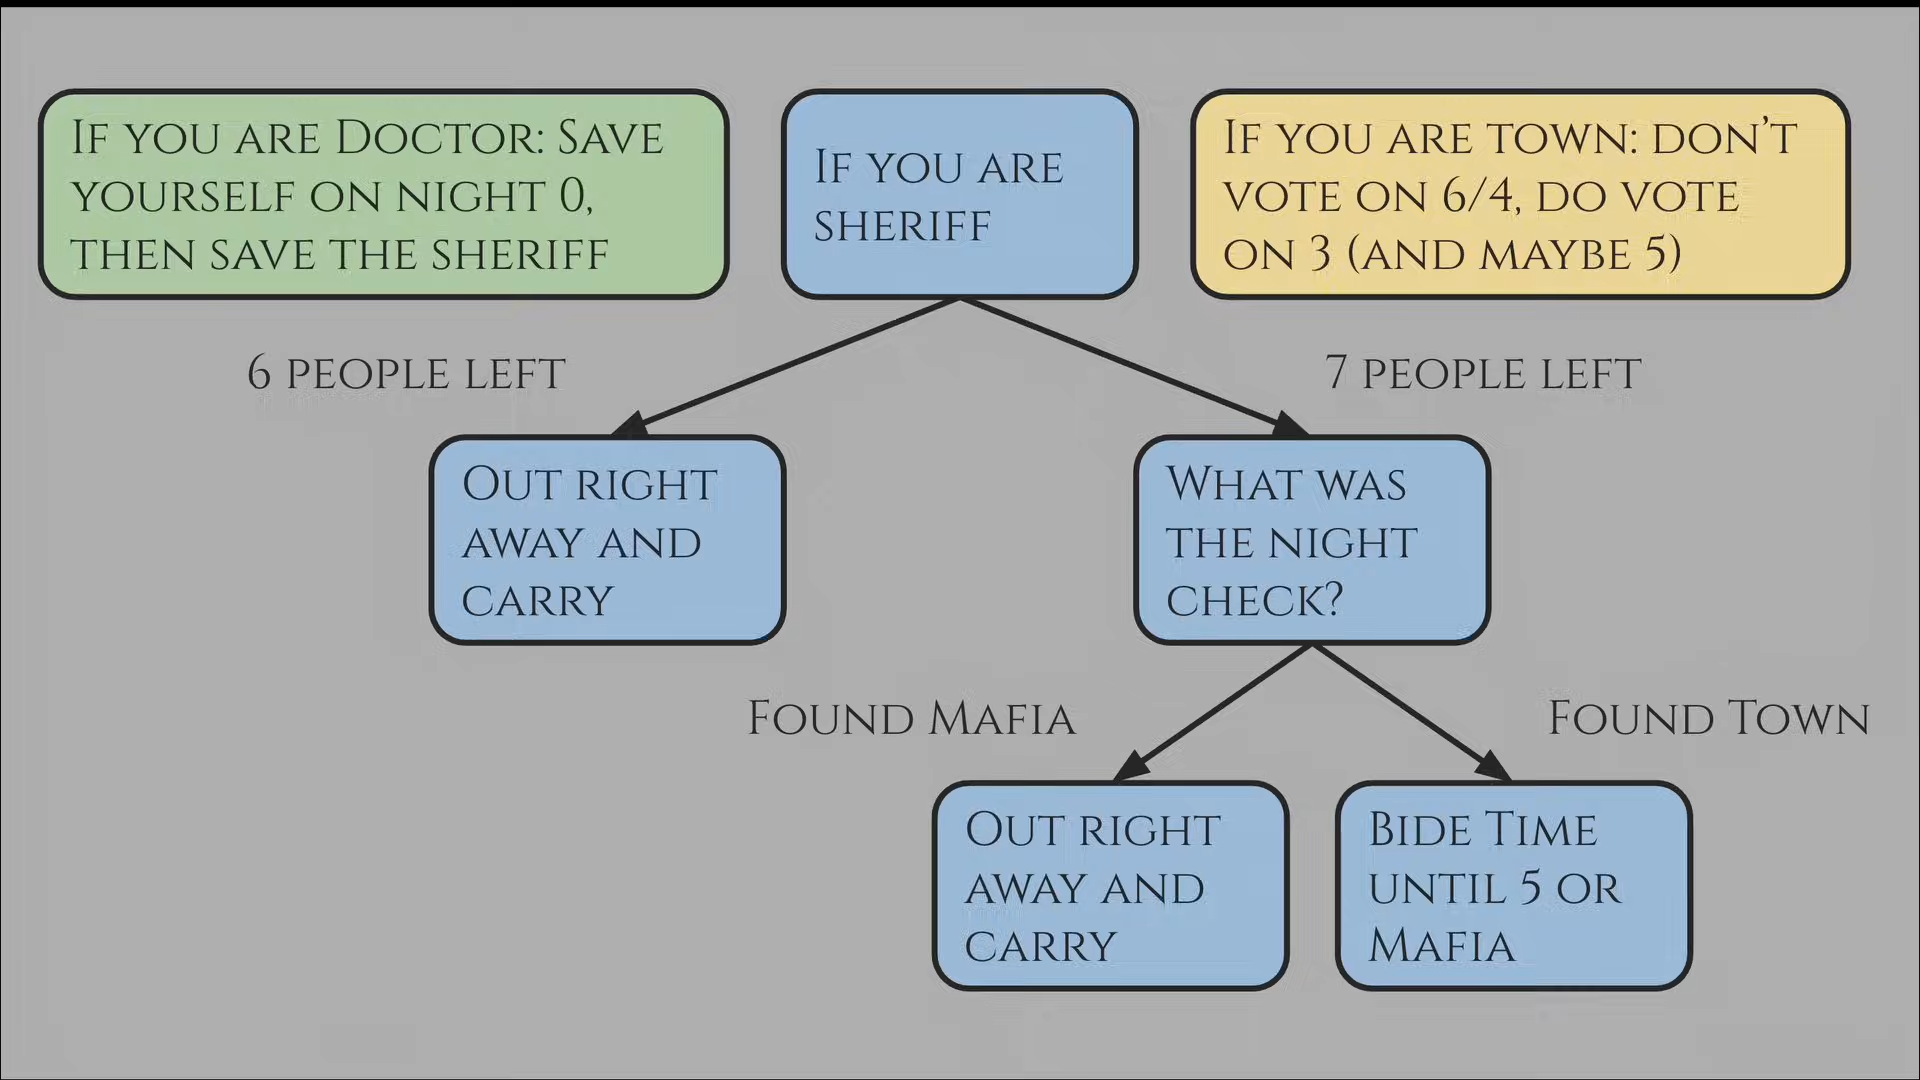 If you are Doctor: Save
yourself on night 0,
then save the sheriff
If you are
sheriff
If you are town: don't
vote on 6/4, do vote
on 3 (and maybe 5)
6 people left
7 people left
Out right
away and
carry
What was
the night
check?
Found Mafia
Found Town
Out right
away and
carry
Bide Time
until 5 or
Mafia